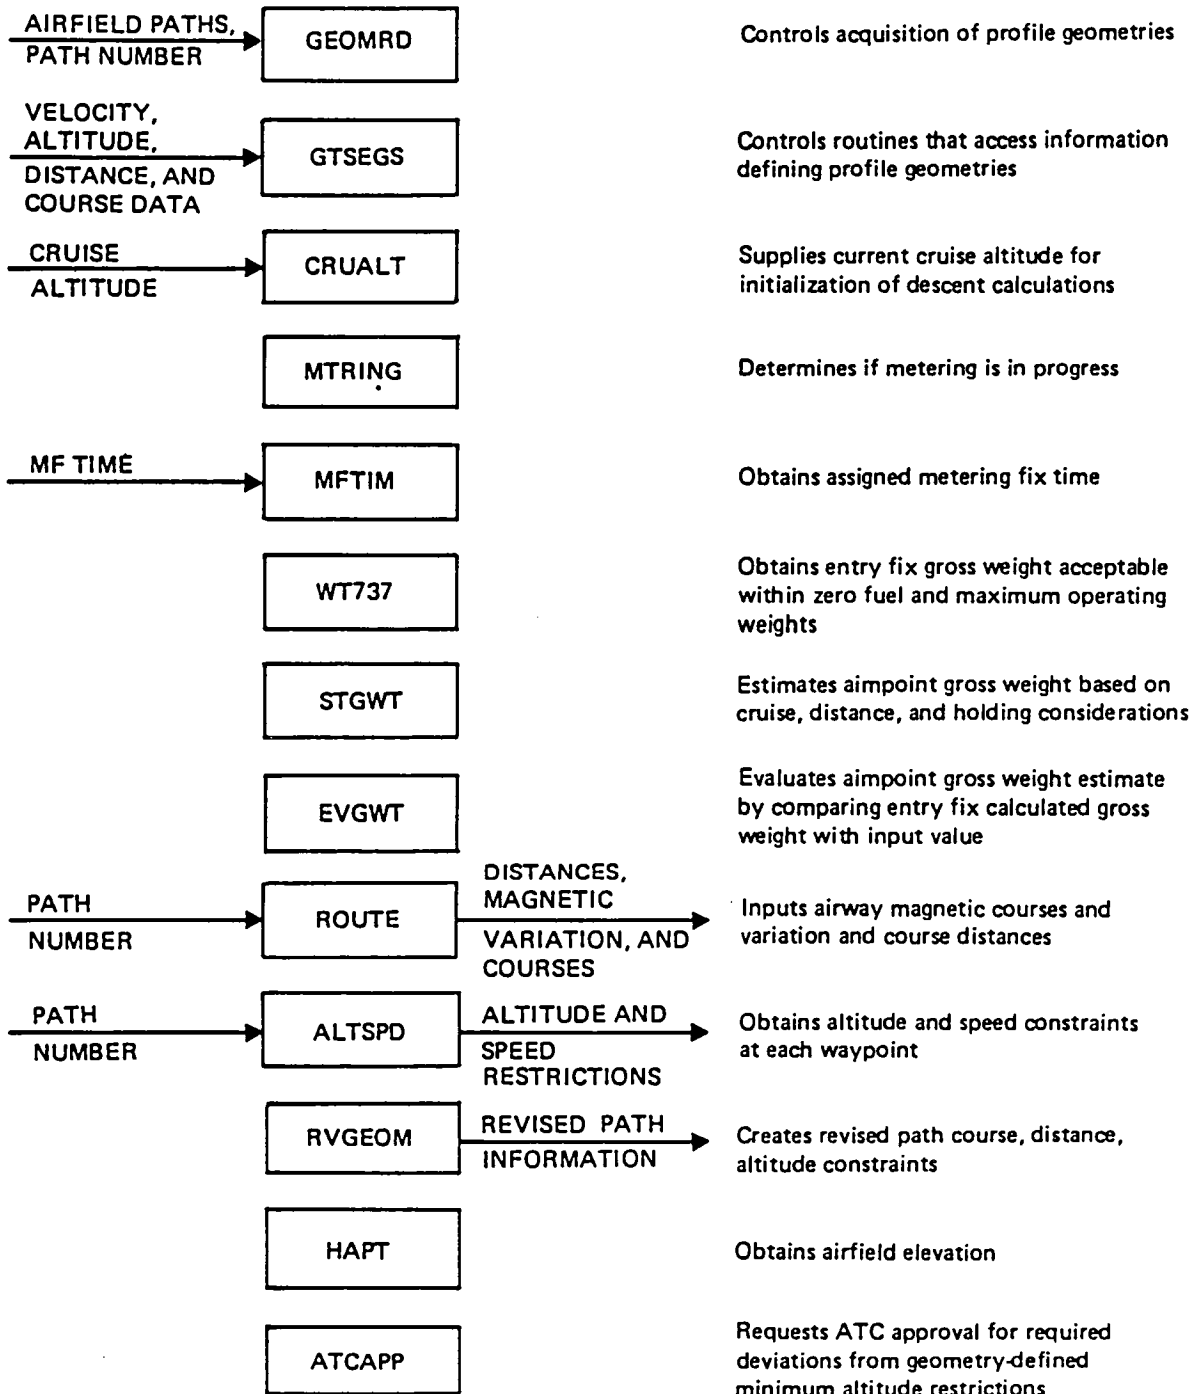 AIRFIELD PATHS,
PATH NUMBER
GEOMRD
Controls acquisition of profile geometries
VELOCITY,
ALTITUDE,
DISTANCE, AND
COURSE DATA
GTSEGS
Controls routines that access information
defining profile geometries
CRUISE
ALTITUDE
CRUALT
Supplies current cruise altitude for
initialization of descent calculations
MTRING
Determines if metering is in progress
MF TIME
MFTIM
Obtains assigned metering fix time
WT737
Obtains entry fix gross weight acceptable
within zero fuel and maximum operating
weights
STGWT
Estimates aimpoint gross weight based on
cruise, distance, and holding considerations
EVGWT
Evaluates aimpoint gross weight estimate
by comparing entry fix calculated gross
weight with input value
PATH
NUMBER
ROUTE
DISTANCES,
MAGNETIC
VARIATION, AND
COURSES
Inputs airway magnetic courses and
variation and course distances
PATH
NUMBER
ALTSPD
ALTITUDE AND
SPEED
RESTRICTIONS
Obtains altitude and speed constraints
at each waypoint
RVGEOM
REVISED PATH
INFORMATION
Creates revised path course, distance,
altitude constraints
HAPT
Obtains airfield elevation
ATCAPP
Requests ATC approval for required
deviations from geometry-defined
minimum altitude restrictions